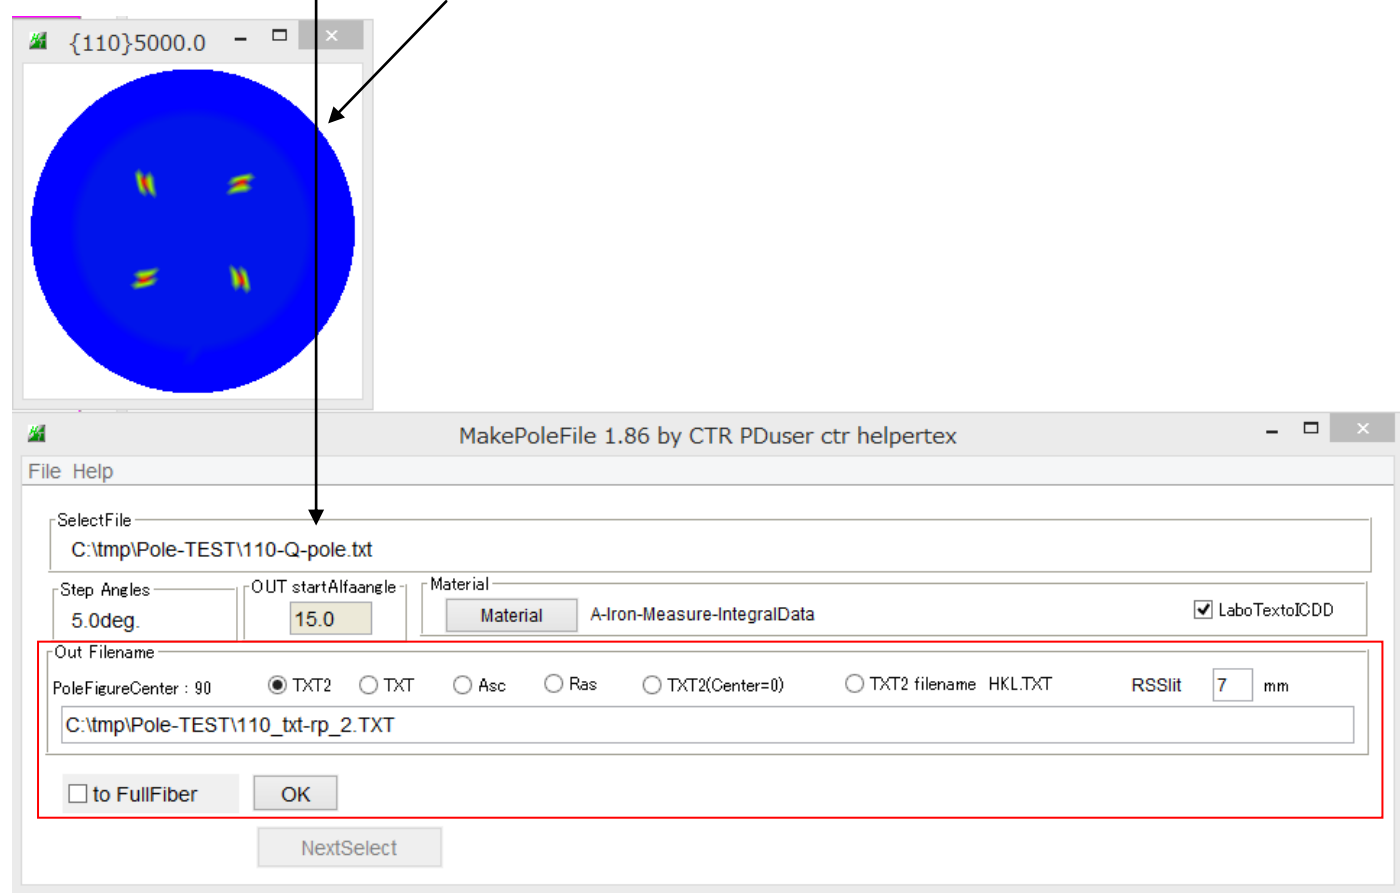 {110}5000.0
MakePoleFile 1.86 by CTR PDuser ctr helpertex
File Help
SelectFile
C:\tmp\Pole-TEST\110-Q-pole.txt
Step Angles
OUT startAlfaangle
Material
5.0deg.
15.0
Material
A-Iron-Measure-IntegralData
LaboTextoICDD
Out Filename
PoleFigureCenter : 90
TXT2
TXT
Asc
Ras
TXT2(Center=0)
TXT2 filename HKL.TXT
RSSlit
7
mm
C:\tmp\Pole-TEST\110_txt-rp_2.TXT
to FullFiber
OK
NextSelect